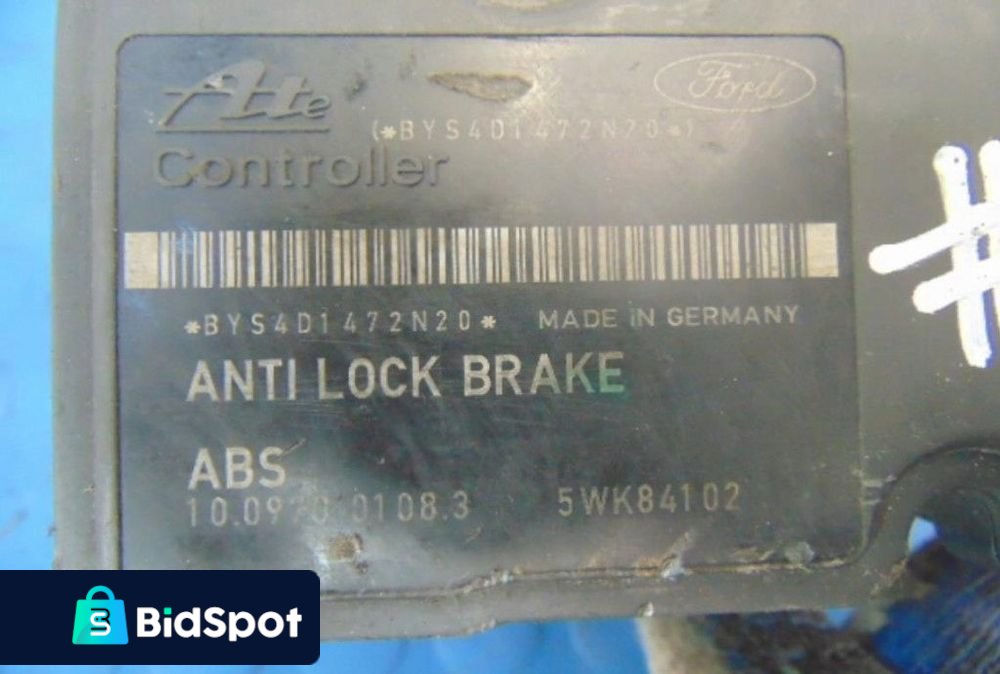 Ate
Ford
(*BYS4D1472N20*)
Controller
*BYS4D1472N20* MADE IN GERMANY
ANTI LOCK BRAKE
ABS
5WK84102
#
BidSpot